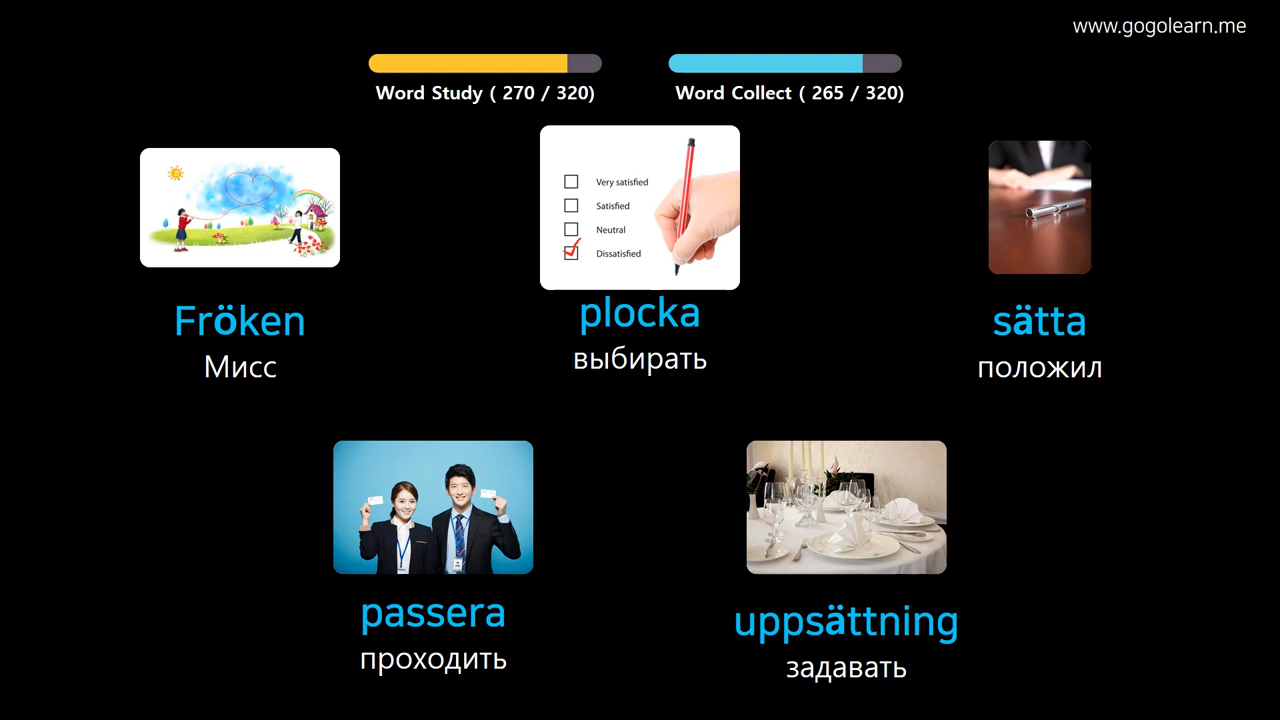 www.gogolearn.me
Word Study ( 270 / 320)
Word Collect ( 265 / 320)
Very satisfied
Satisfied
Neutral
Dissatisfied
Fröken
Мисс
plocka
выбирать
sätta
положил
passera
проходить
uppsättning
задавать